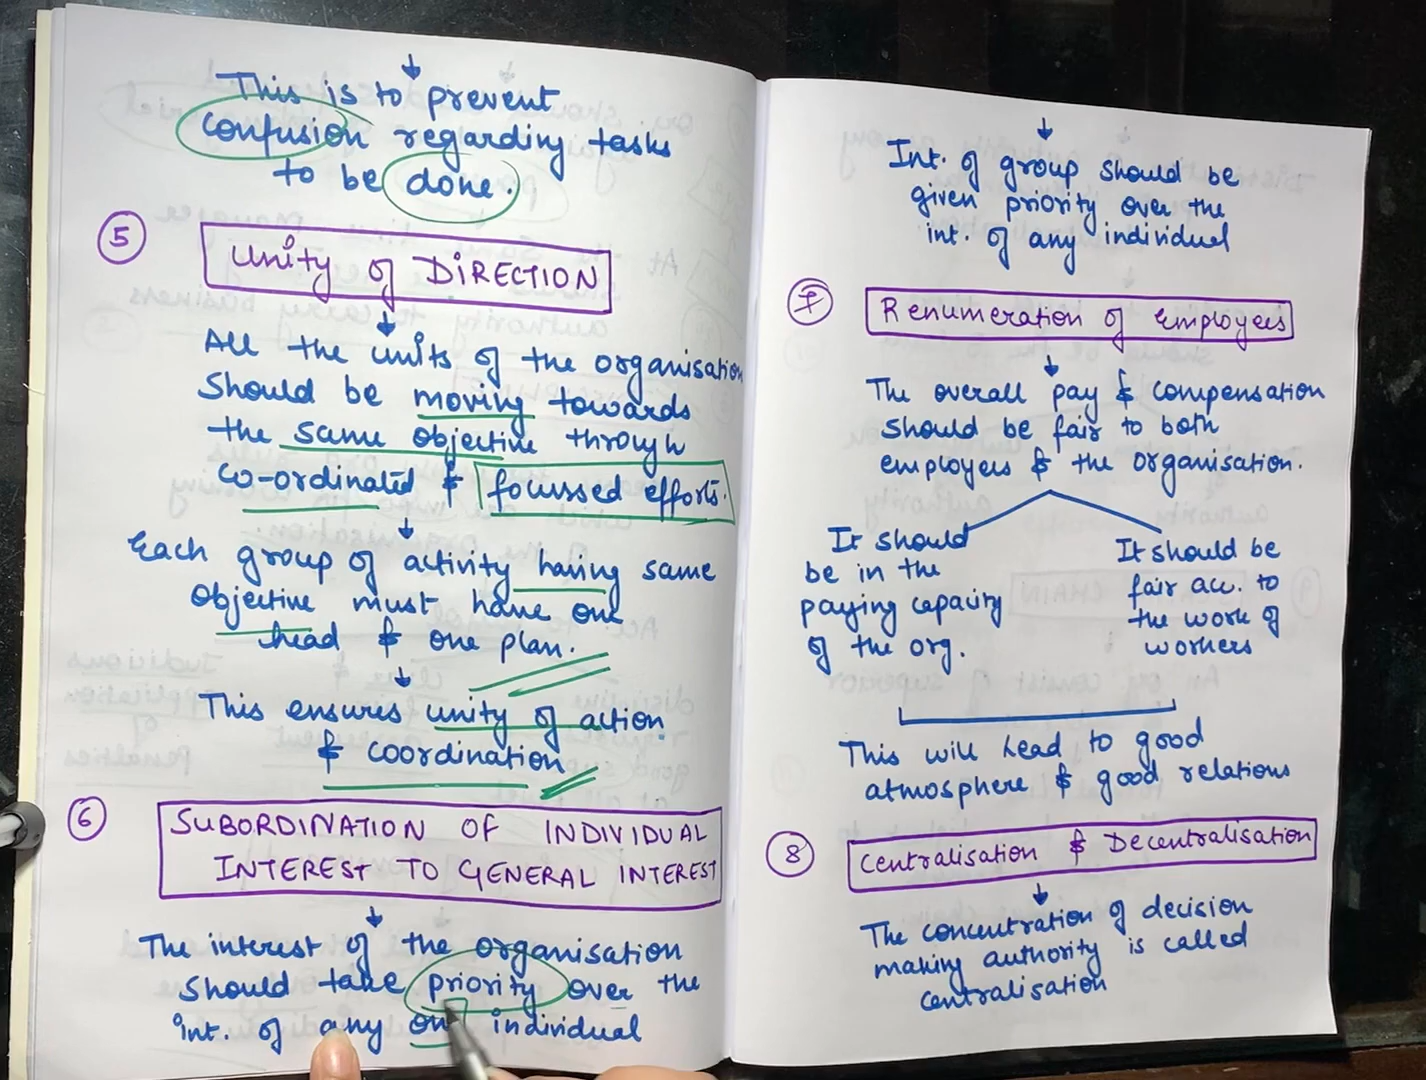 This is to prevent
confusion regarding tasks
to be done.
5 Unity of DIRECTION
All the units of the organisation
should be moving towards
the same objective through
co-ordinated & focussed efforts.
Each group of activity having same
objective must have one
head & one plan.
This ensures unity of action
& coordination
6 SUBORDINATION OF INDIVIDUAL
INTEREST TO GENERAL INTEREST
The interest of the organisation
should take priority over the
int. of any individual
Int. of group should be
given priority over the
int. of any individual
7 Renumeration of employees
The overall pay & compensation
should be fair to both
employees & the organisation.
It should
be in the
paying capacity
of the org.
It should be
fair acc. to
the work of
workers
This will lead to good
atmosphere & good relations
8 Centralisation & Decentralisation
The concentration of decision
making authority is called
centralisation